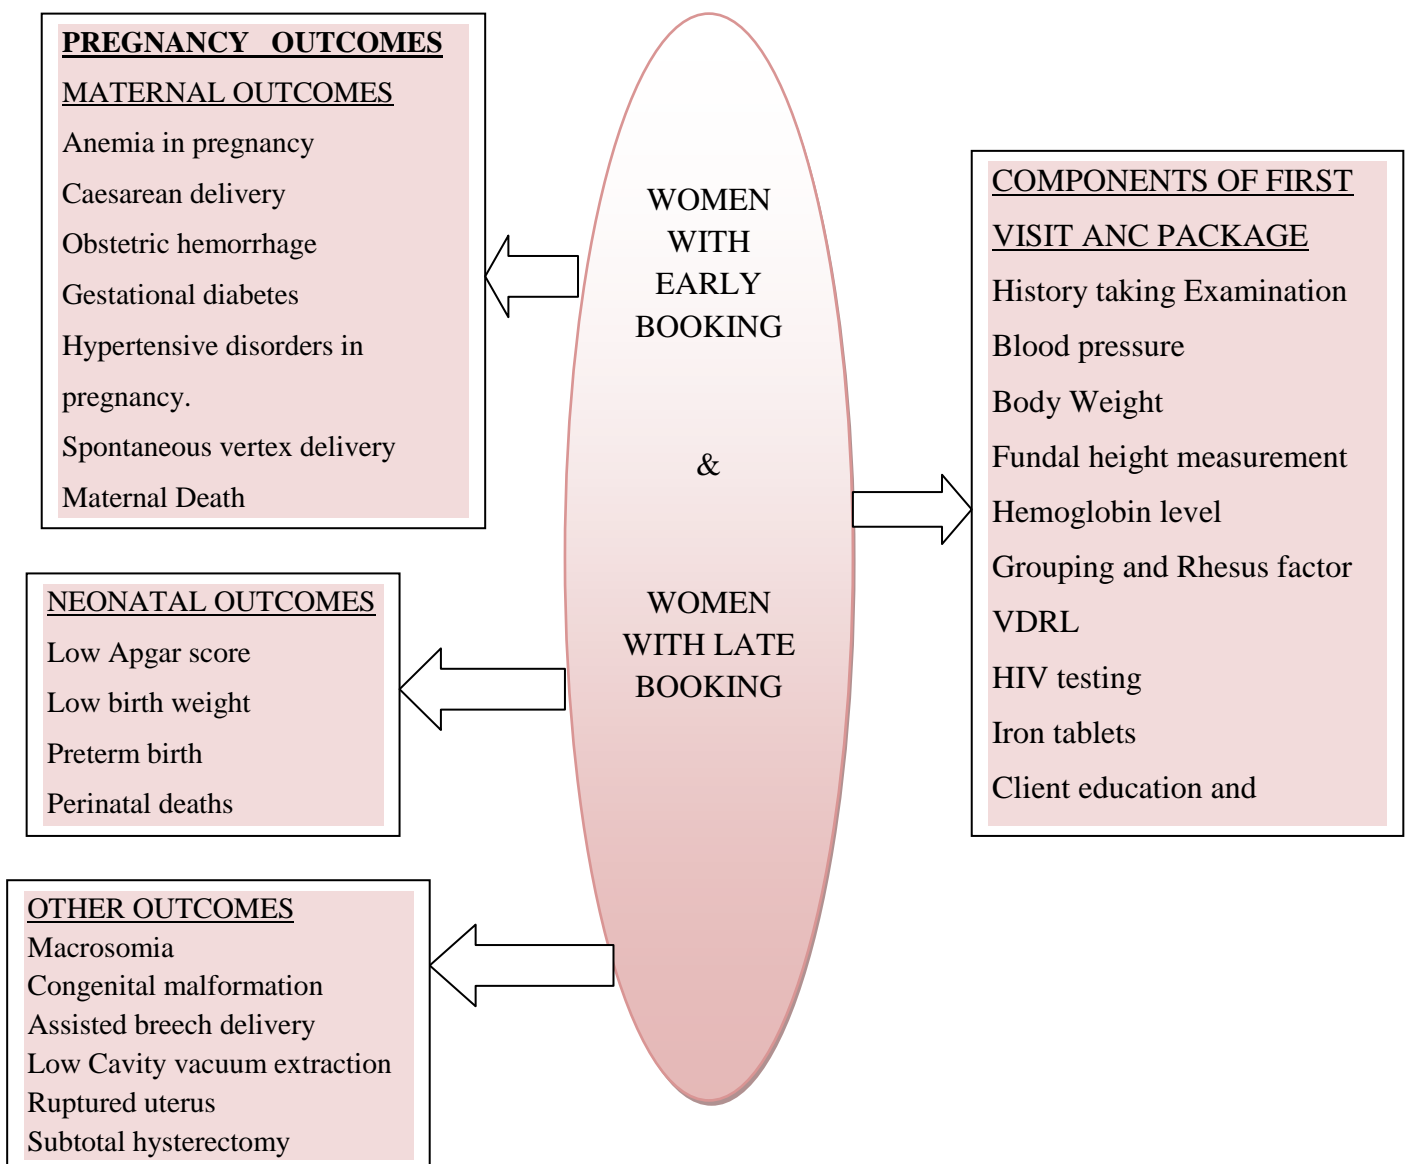 PREGNANCY OUTCOMES
MATERNAL OUTCOMES
Anemia in pregnancy
Caesarean delivery
Obstetric hemorrhage
Gestational diabetes
Hypertensive disorders in
pregnancy.
Spontaneous vertex delivery
Maternal Death
NEONATAL OUTCOMES
Low Apgar score
Low birth weight
Preterm birth
Perinatal deaths
OTHER OUTCOMES
Macrosomia
Congenital malformation
Assisted breech delivery
Low Cavity vacuum extraction
Ruptured uterus
Subtotal hysterectomy
WOMEN
WITH
EARLY
BOOKING
&
WOMEN
WITH LATE
BOOKING
COMPONENTS OF FIRST
VISIT ANC PACKAGE
History taking Examination
Blood pressure
Body Weight
Fundal height measurement
Hemoglobin level
Grouping and Rhesus factor
VDRL
HIV testing
Iron tablets
Client education and